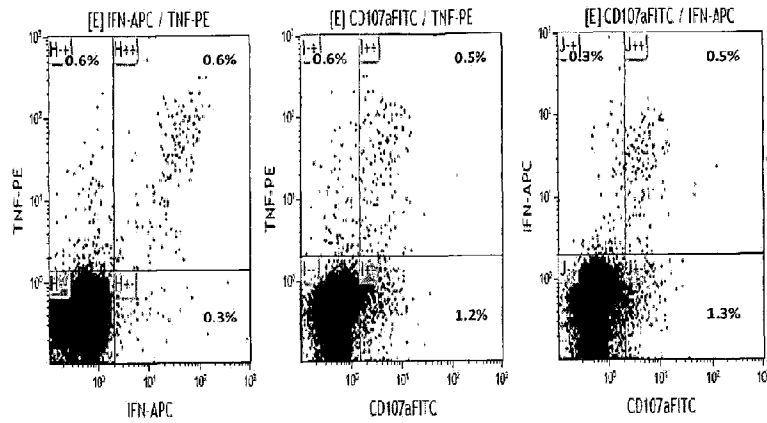 [E] IFN-APC / TNF-PE
H-+
0.6%
H++
0.6%
0.3%
TNF-PE
IFN-APC
[E] CD107aFITC / TNF-PE
I-+
0.6%
I++
0.5%
1.2%
TNF-PE
CD107aFITC
[E] CD107aFITC / IFN-APC
J-+
0.3%
J++
0.5%
1.3%
IFN-APC
CD107aFITC